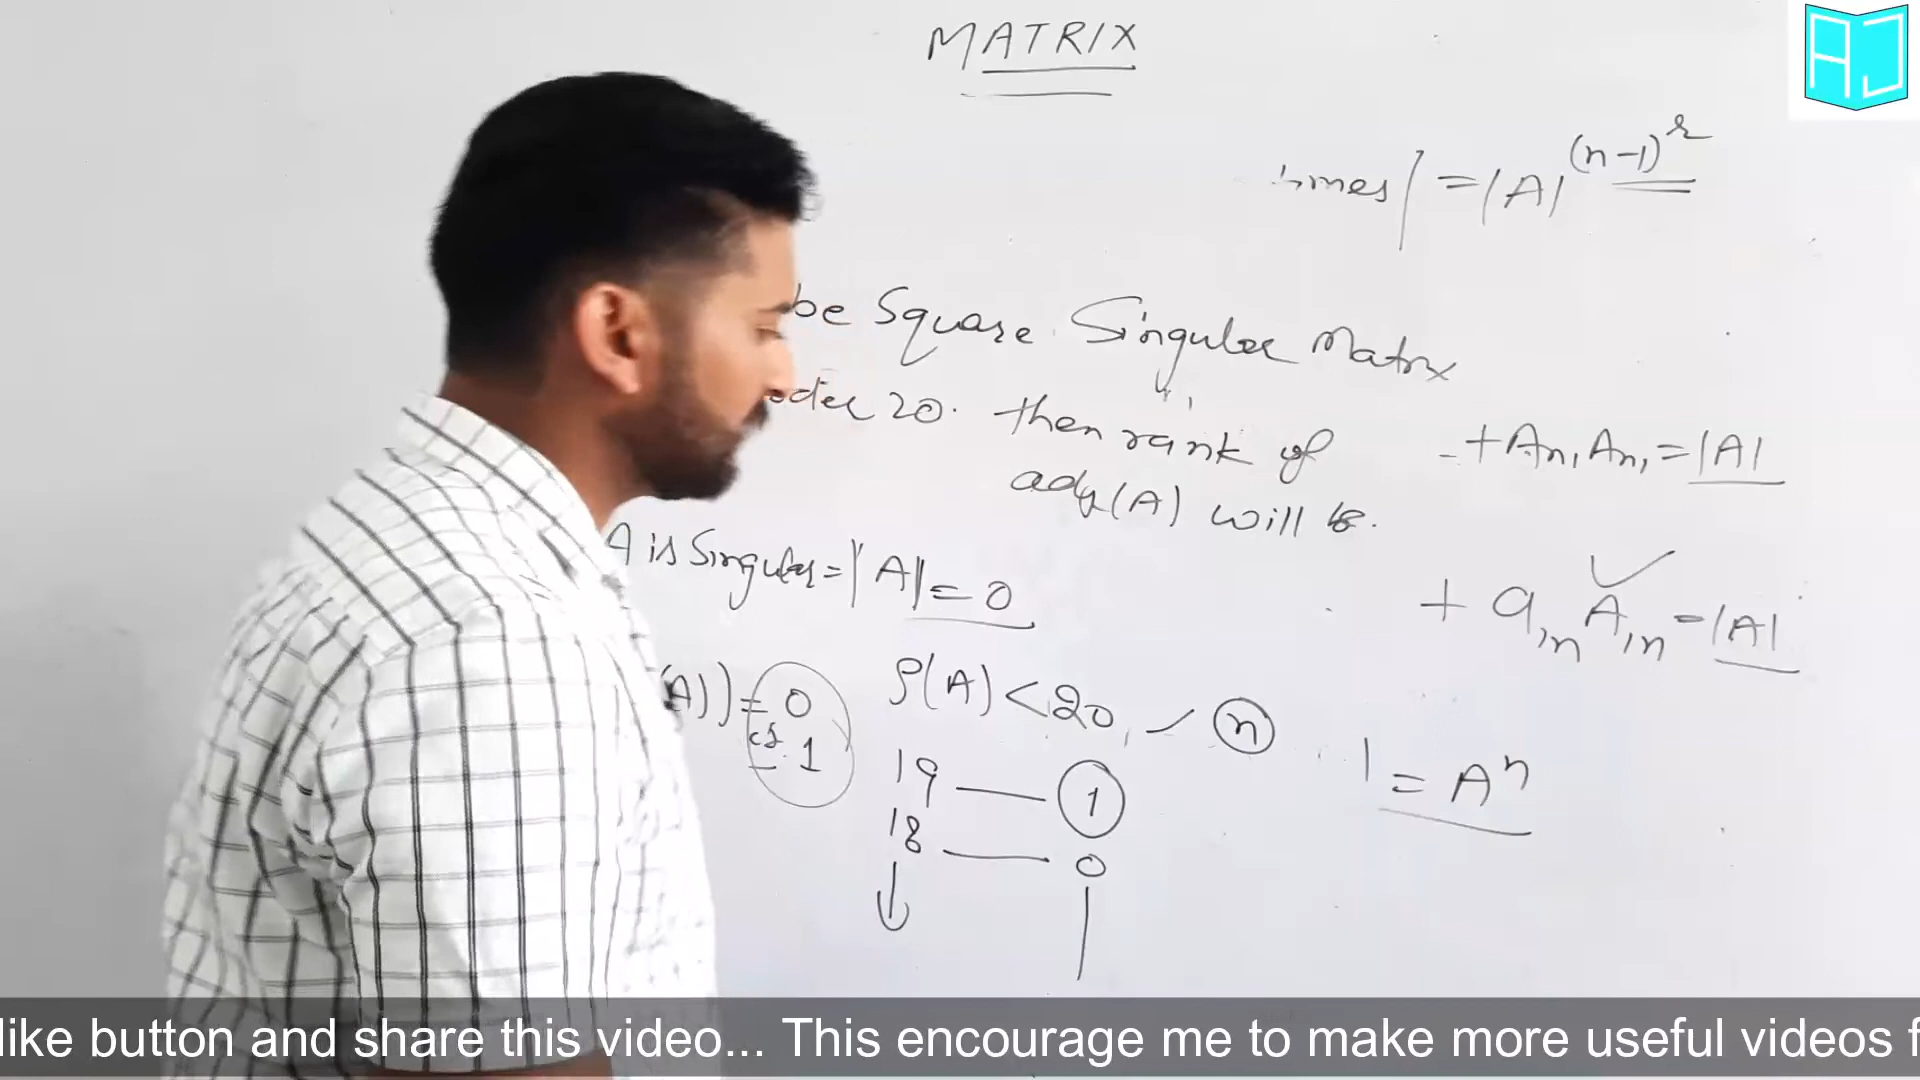 MATRIX
AJ
times| = |A|^(n-1)^r
be Square Singular Matrix
order 20. then rank of
adj(A) will be.
+ An1 An1 = |A|
A is Singular = |A| = 0
+ a1n A1n = |A|
(A)) = 0
or 1
ρ(A) < 20, n
19 — 1
18 — 0
| = A^n
like button and share this video... This encourage me to make more useful videos f